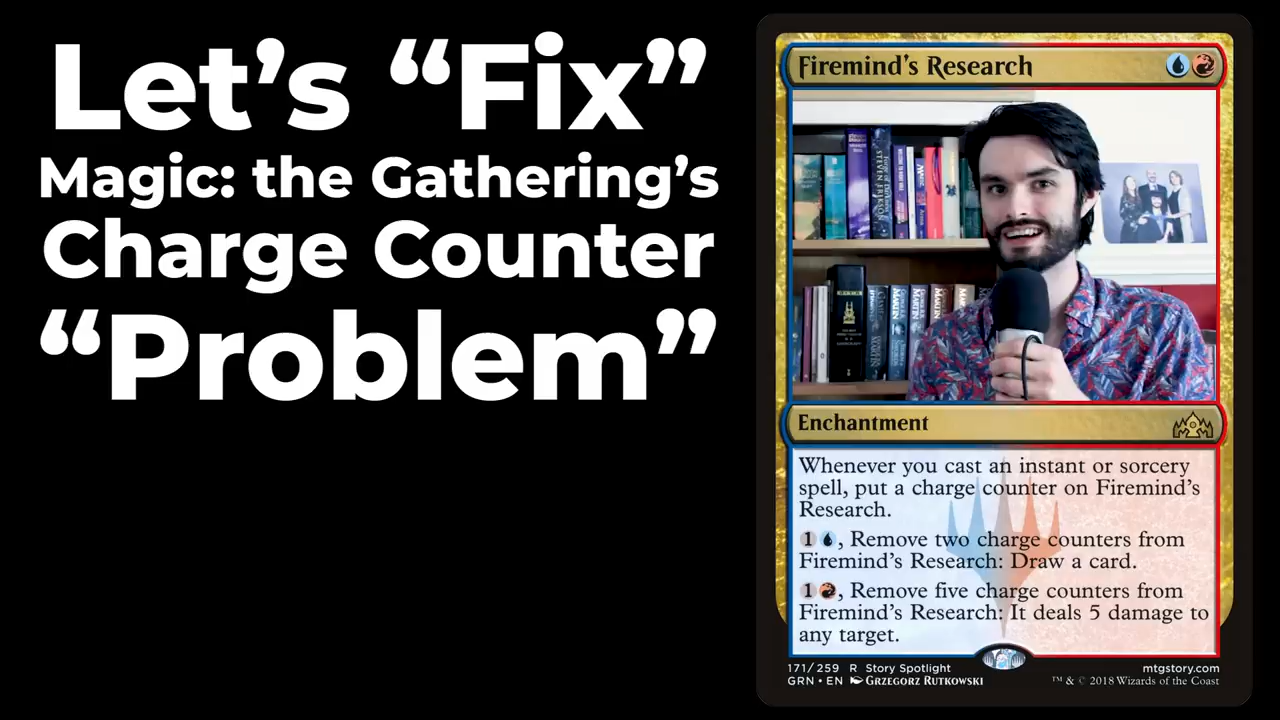 Let's “Fix”
Magic: the Gathering's
Charge Counter
“Problem”
Firemind's Research
STEVEN ERIKSON
Enchantment
Whenever you cast an instant or sorcery
spell, put a charge counter on Firemind's
Research.
1, Remove two charge counters from
Firemind's Research: Draw a card.
1, Remove five charge counters from
Firemind's Research: It deals 5 damage to
any target.
171/259 R Story Spotlight
GRN • EN GRZEGORZ RUTKOWSKI
mtgstory.com
™ & © 2018 Wizards of the Coast